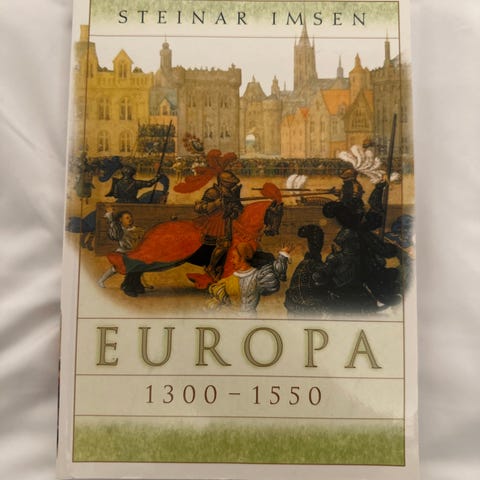 STEINAR IMSEN
EUROPA
1300 – 1550